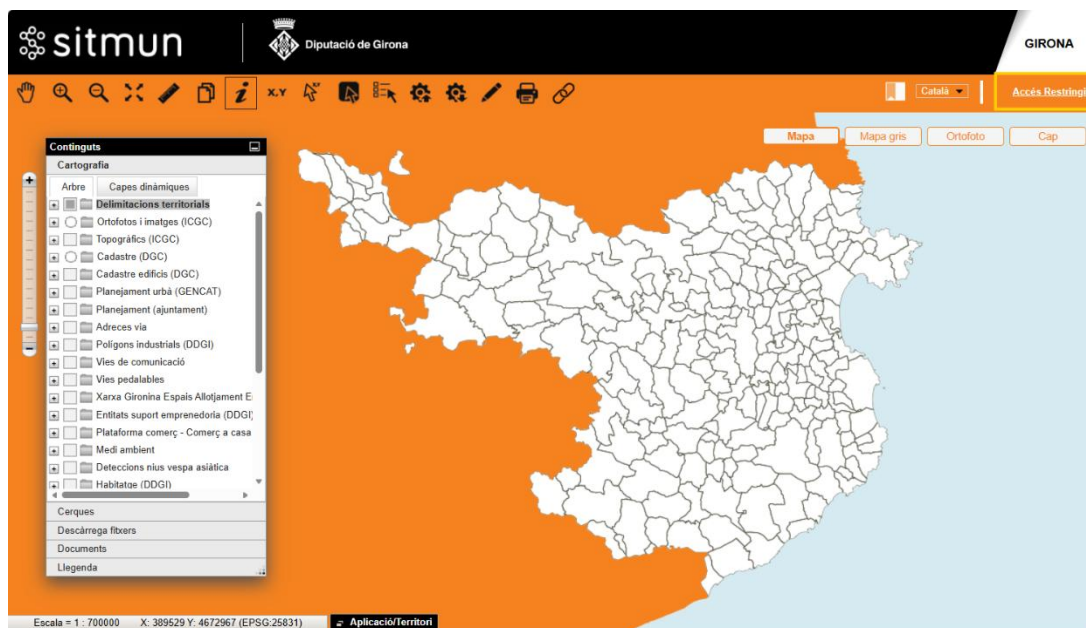 sitmun
Diputació de Girona
GIRONA
X,Y
Català
Accés Restringi
Mapa
Mapa gris
Ortofoto
Cap
Continguts
Cartografia
Arbre
Capes dinàmiques
Delimitacions territorials
Ortofotos i imatges (ICGC)
Topogràfics (ICGC)
Cadastre (DGC)
Cadastre edificis (DGC)
Planejament urbà (GENCAT)
Planejament (ajuntament)
Adreces via
Polígons industrials (DDGI)
Vies de comunicació
Vies pedalables
Xarxa Gironina Espais Allotjament E
Entitats suport emprenedoria (DDGI)
Plataforma comerç - Comerç a casa
Medi ambient
Deteccions nius vespa asiàtica
Habitatge (DDGI)
Cerques
Descàrrega fitxers
Documents
Llegenda
Escala = 1 : 700000 X: 389529 Y: 4672967 (EPSG:25831)
Aplicació/Territori